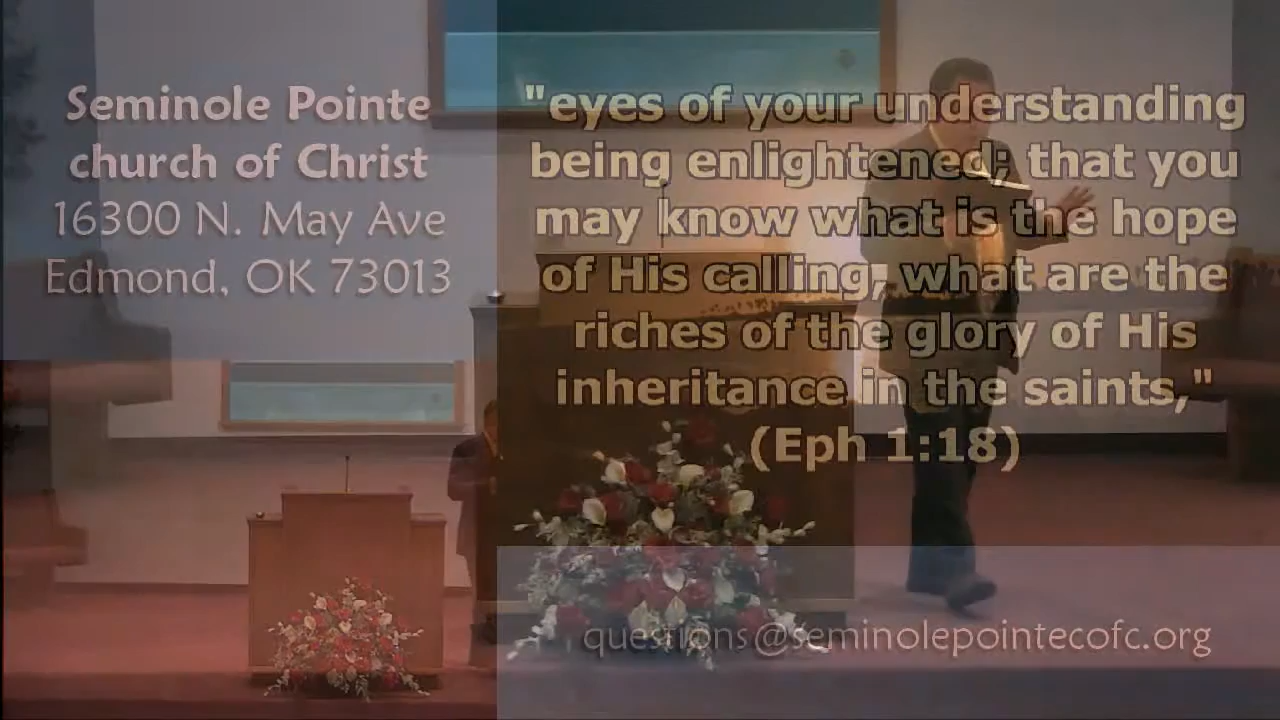 Seminole Pointe
church of Christ
16300 N. May Ave
Edmond, OK 73013
"eyes of your understanding
being enlightened; that you
may know what is the hope
of His calling, what are the
riches of the glory of His
inheritance in the saints,"
(Eph 1:18)
questions@seminolepointecofc.org